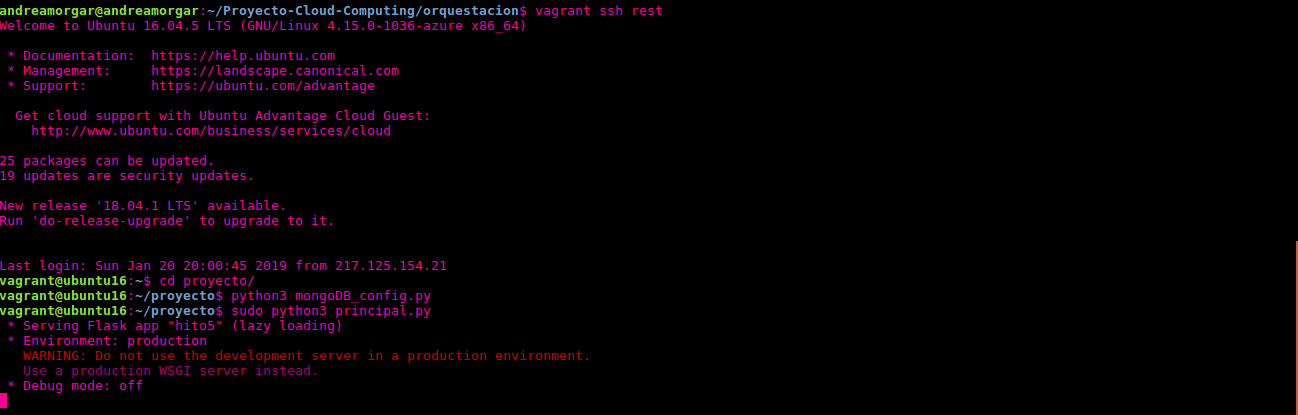 andreamorgar@andreamorgar:~/Proyecto-Cloud-Computing/orquestacion$ vagrant ssh rest
Welcome to Ubuntu 16.04.5 LTS (GNU/Linux 4.15.0-1036-azure x86_64)
* Documentation:  https://help.ubuntu.com
* Management:     https://landscape.canonical.com
* Support:        https://ubuntu.com/advantage
Get cloud support with Ubuntu Advantage Cloud Guest:
http://www.ubuntu.com/business/services/cloud
25 packages can be updated.
19 updates are security updates.
New release '18.04.1 LTS' available.
Run 'do-release-upgrade' to upgrade to it.
Last login: Sun Jan 20 20:00:45 2019 from 217.125.154.21
vagrant@ubuntu16:~$ cd proyecto/
vagrant@ubuntu16:~/proyecto$ python3 mongoDB_config.py
vagrant@ubuntu16:~/proyecto$ sudo python3 principal.py
* Serving Flask app "hito5" (lazy loading)
* Environment: production
WARNING: Do not use the development server in a production environment.
Use a production WSGI server instead.
* Debug mode: off